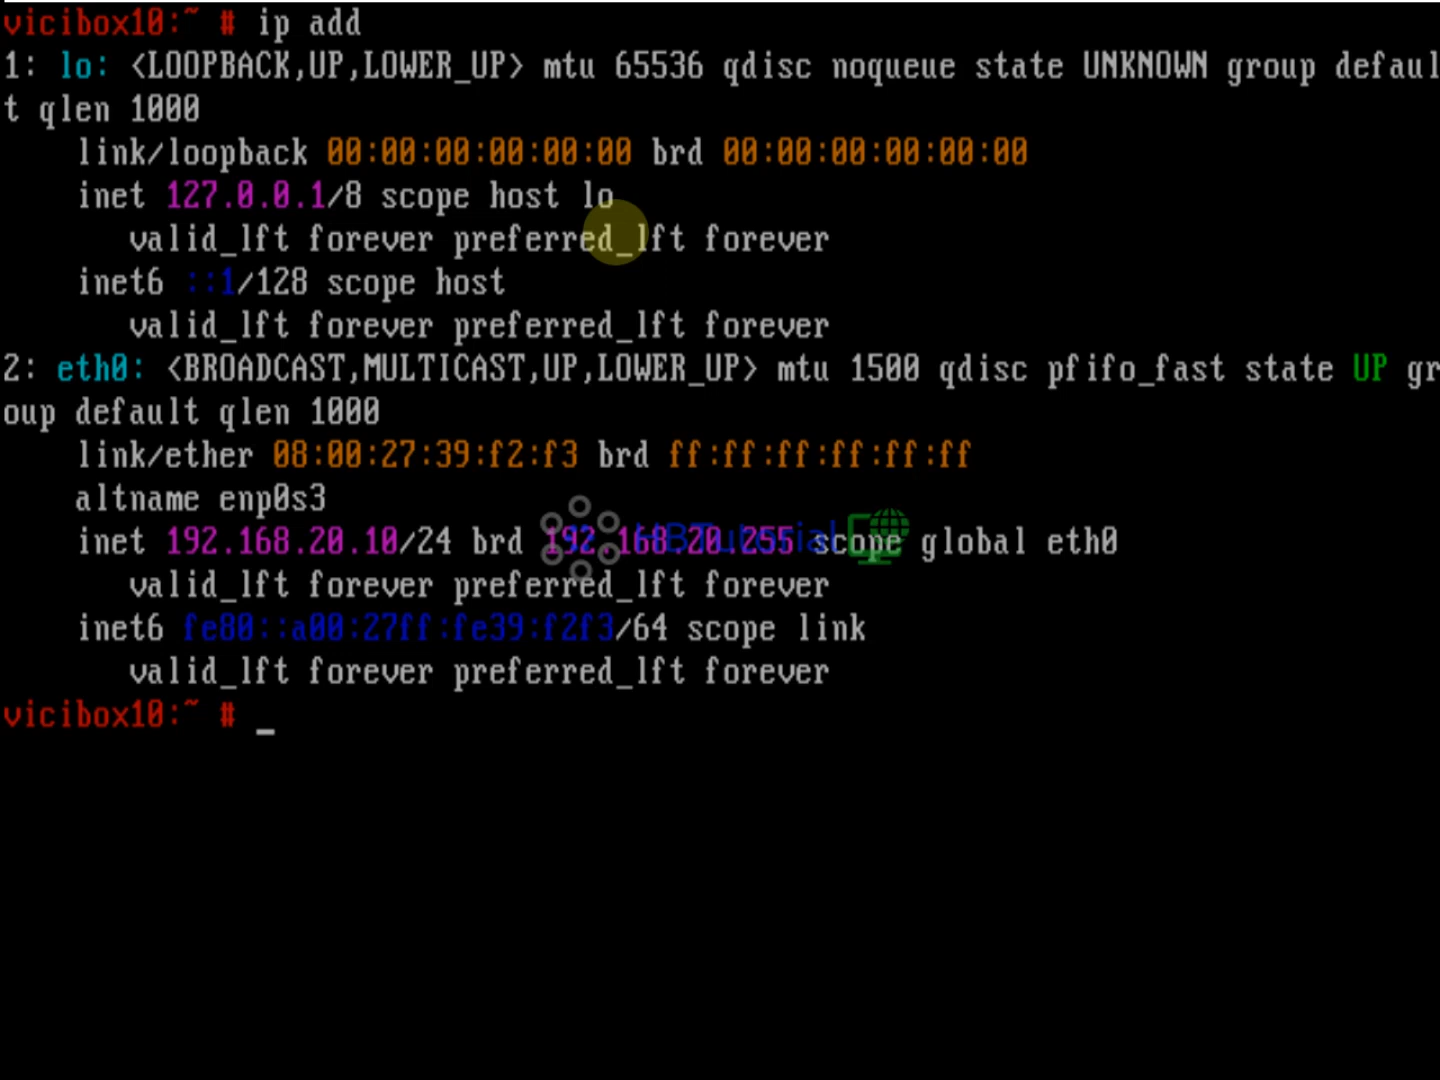 vicibox10:~ # ip add
1: lo: <LOOPBACK,UP,LOWER_UP> mtu 65536 qdisc noqueue state UNKNOWN group defaul
t qlen 1000
link/loopback 00:00:00:00:00:00 brd 00:00:00:00:00:00
inet 127.0.0.1/8 scope host lo
valid_lft forever preferred_lft forever
inet6 ::1/128 scope host
valid_lft forever preferred_lft forever
2: eth0: <BROADCAST,MULTICAST,UP,LOWER_UP> mtu 1500 qdisc pfifo_fast state UP gr
oup default qlen 1000
link/ether 08:00:27:39:f2:f3 brd ff:ff:ff:ff:ff:ff
altname enp0s3
inet 192.168.20.10/24 brd 192.168.20.255 scope global eth0
valid_lft forever preferred_lft forever
inet6 fe80::a00:27ff:fe39:f2f3/64 scope link
valid_lft forever preferred_lft forever
vicibox10:~ # _